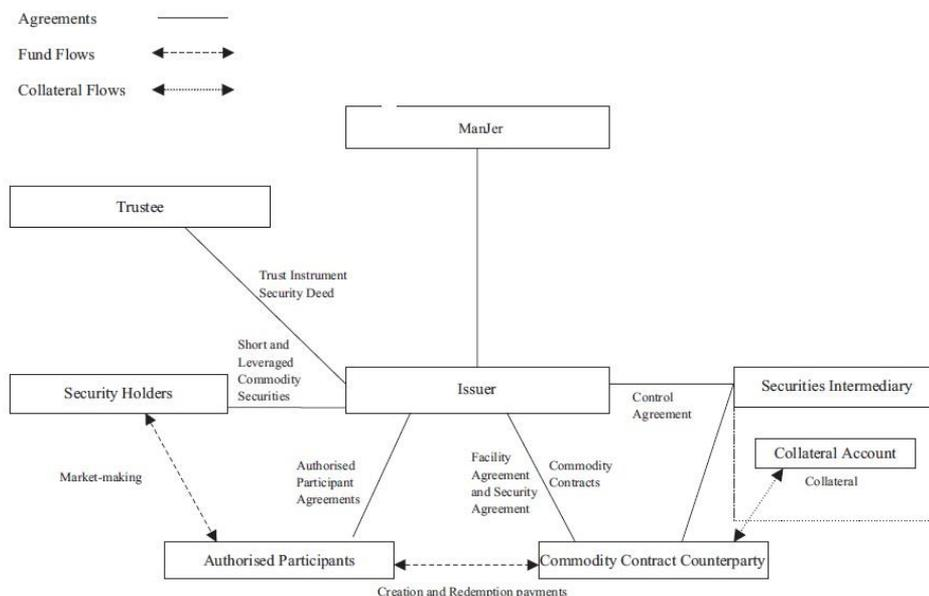 Agreements
Fund Flows
Collateral Flows
ManJer
Trustee
Trust Instrument
Security Deed
Short and
Leveraged
Commodity
Securities
Security Holders
Issuer
Securities Intermediary
Control
Agreement
Collateral Account
Collateral
Market-making
Authorised
Participant
Agreements
Facility
Agreement
and Security
Agreement
Commodity
Contracts
Authorised Participants
Commodity Contract Counterparty
Creation and Redemption payments